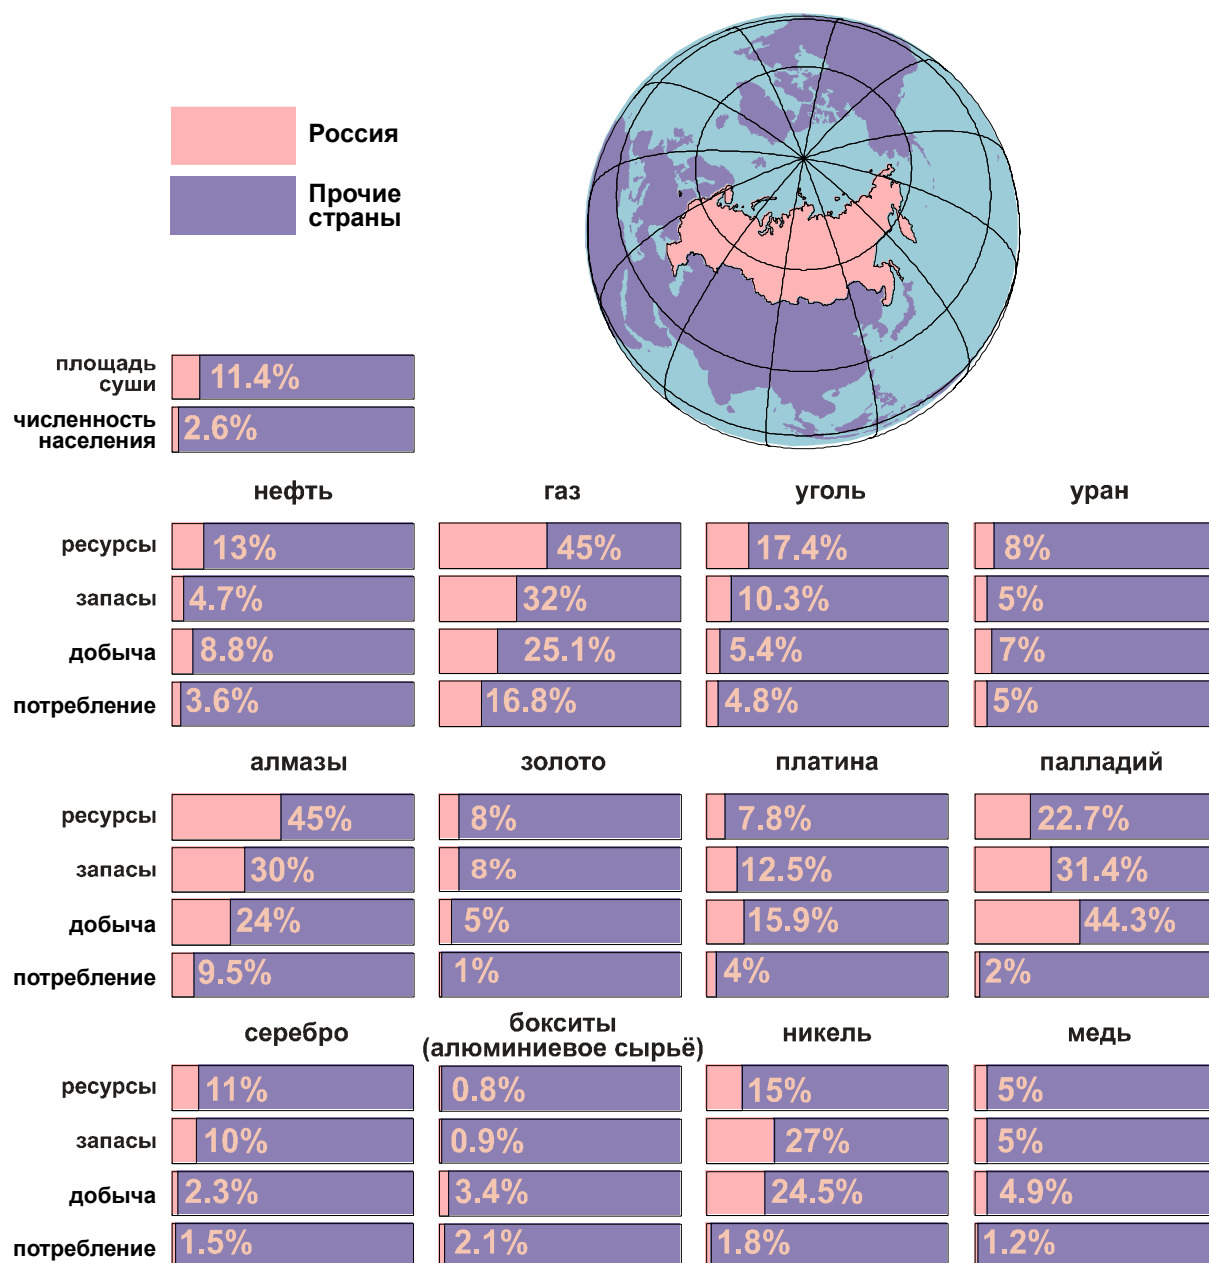 Россия
Прочие
страны
площадь
суши
11.4%
численность
населения
2.6%
нефть газ уголь уран
ресурсы 13% 45% 17.4% 8%
запасы 4.7% 32% 10.3% 5%
добыча 8.8% 25.1% 5.4% 7%
потребление 3.6% 16.8% 4.8% 5%
алмазы золото платина палладий
ресурсы 45% 8% 7.8% 22.7%
запасы 30% 8% 12.5% 31.4%
добыча 24% 5% 15.9% 44.3%
потребление 9.5% 1% 4% 2%
серебро бокситы
(алюминиевое сырьё) никель медь
ресурсы 11% 0.8% 15% 5%
запасы 10% 0.9% 27% 5%
добыча 2.3% 3.4% 24.5% 4.9%
потребление 1.5% 2.1% 1.8% 1.2%